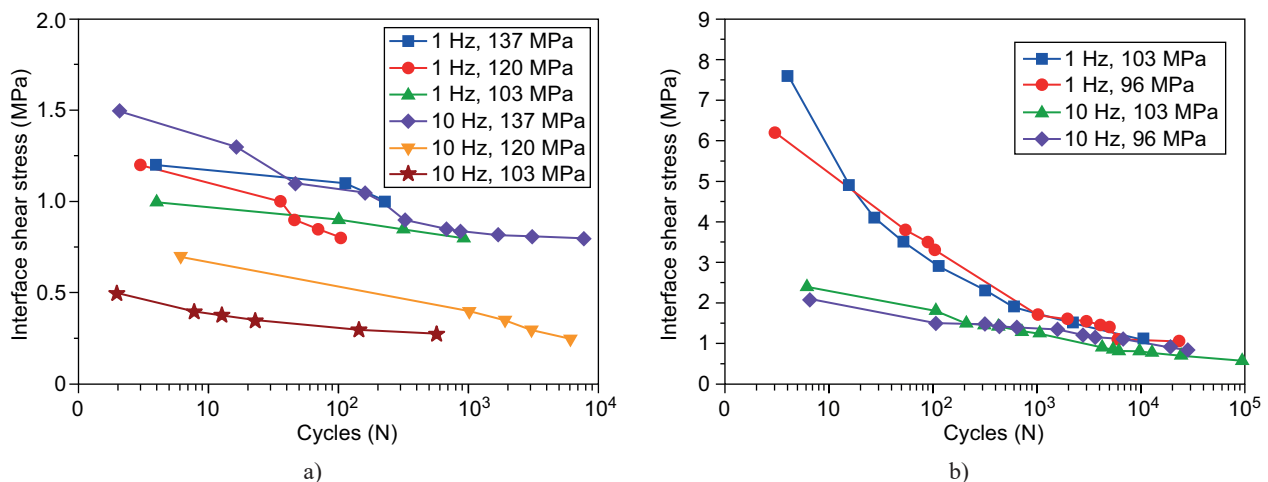 2.0
1.5
1.0
0.5
0
Interface shear stress (MPa)
1 Hz, 137 MPa
1 Hz, 120 MPa
1 Hz, 103 MPa
10 Hz, 137 MPa
10 Hz, 120 MPa
10 Hz, 103 MPa
0 10 10² 10³ 10⁴
Cycles (N)
a)
9
8
7
6
5
4
3
2
1
0
Interface shear stress (MPa)
1 Hz, 103 MPa
1 Hz, 96 MPa
10 Hz, 103 MPa
10 Hz, 96 MPa
0 10 10² 10³ 10⁴ 10⁵
Cycles (N)
b)